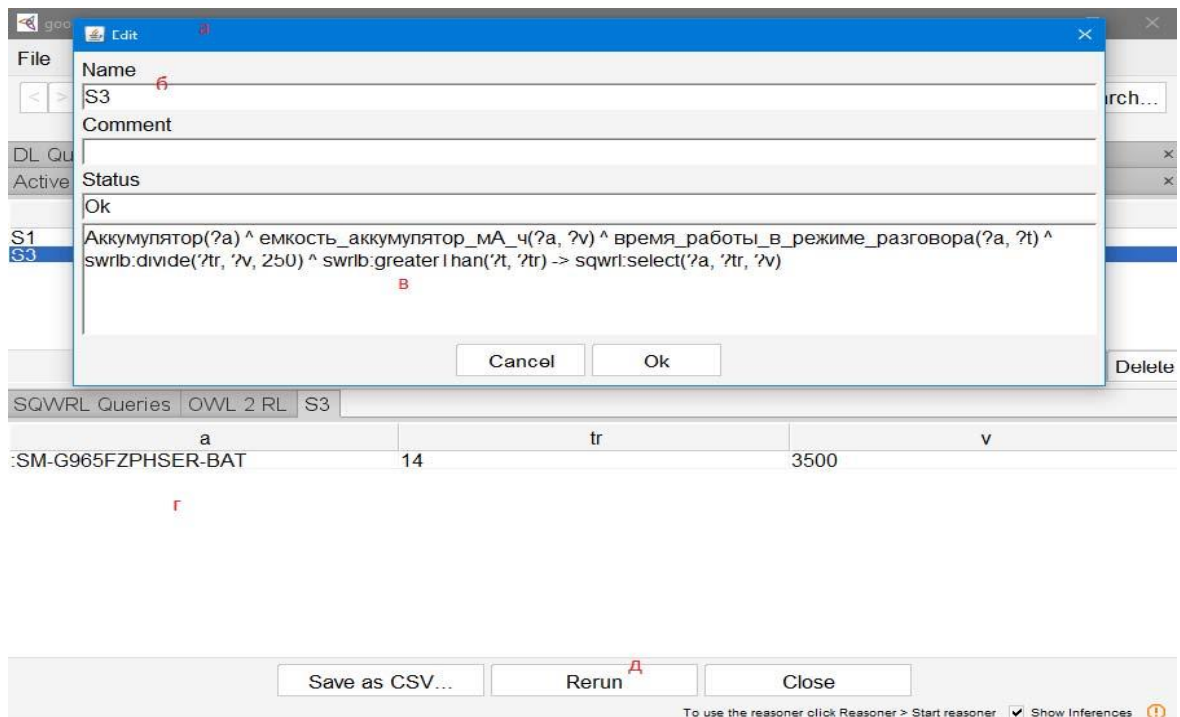 goo
Edit
а
×
File
Name
б
< >
S3
rch...
Comment
DL Qu
×
Active
Status
×
Ok
S1
Аккумулятор(?a) ^ емкость_аккумулятор_мА_ч(?a, ?v) ^ время_работы_в_режиме_разговора(?a, ?t) ^
S3
swrlb:divide(?tr, ?v, 250) ^ swrlb:greaterThan(?t, ?tr) -> sqwrl:select(?a, ?tr, ?v)
в
Cancel
Ok
Delete
SQWRL Queries
OWL 2 RL
S3
a
tr
v
:SM-G965FZPHSER-BAT
14
3500
г
Save as CSV...
Rerun
д
Close
To use the reasoner click Reasoner > Start reasoner
Show Inferences